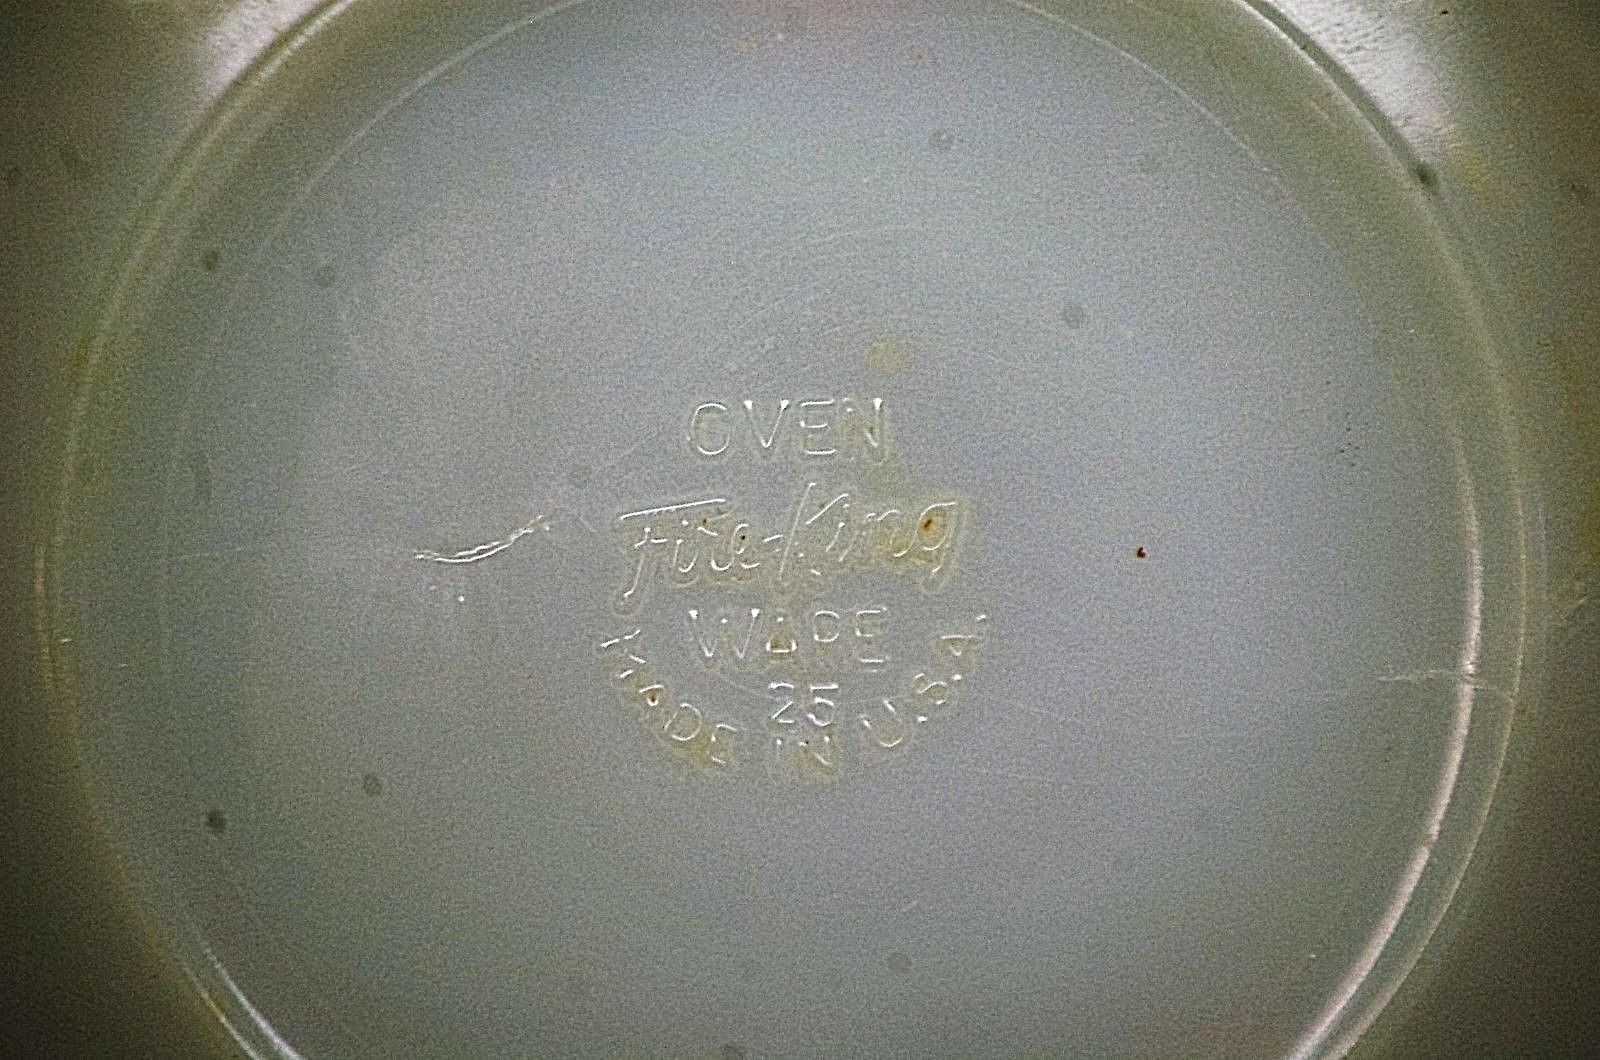 OVEN
Fire-King
WARE
25
MADE IN U.S.A.